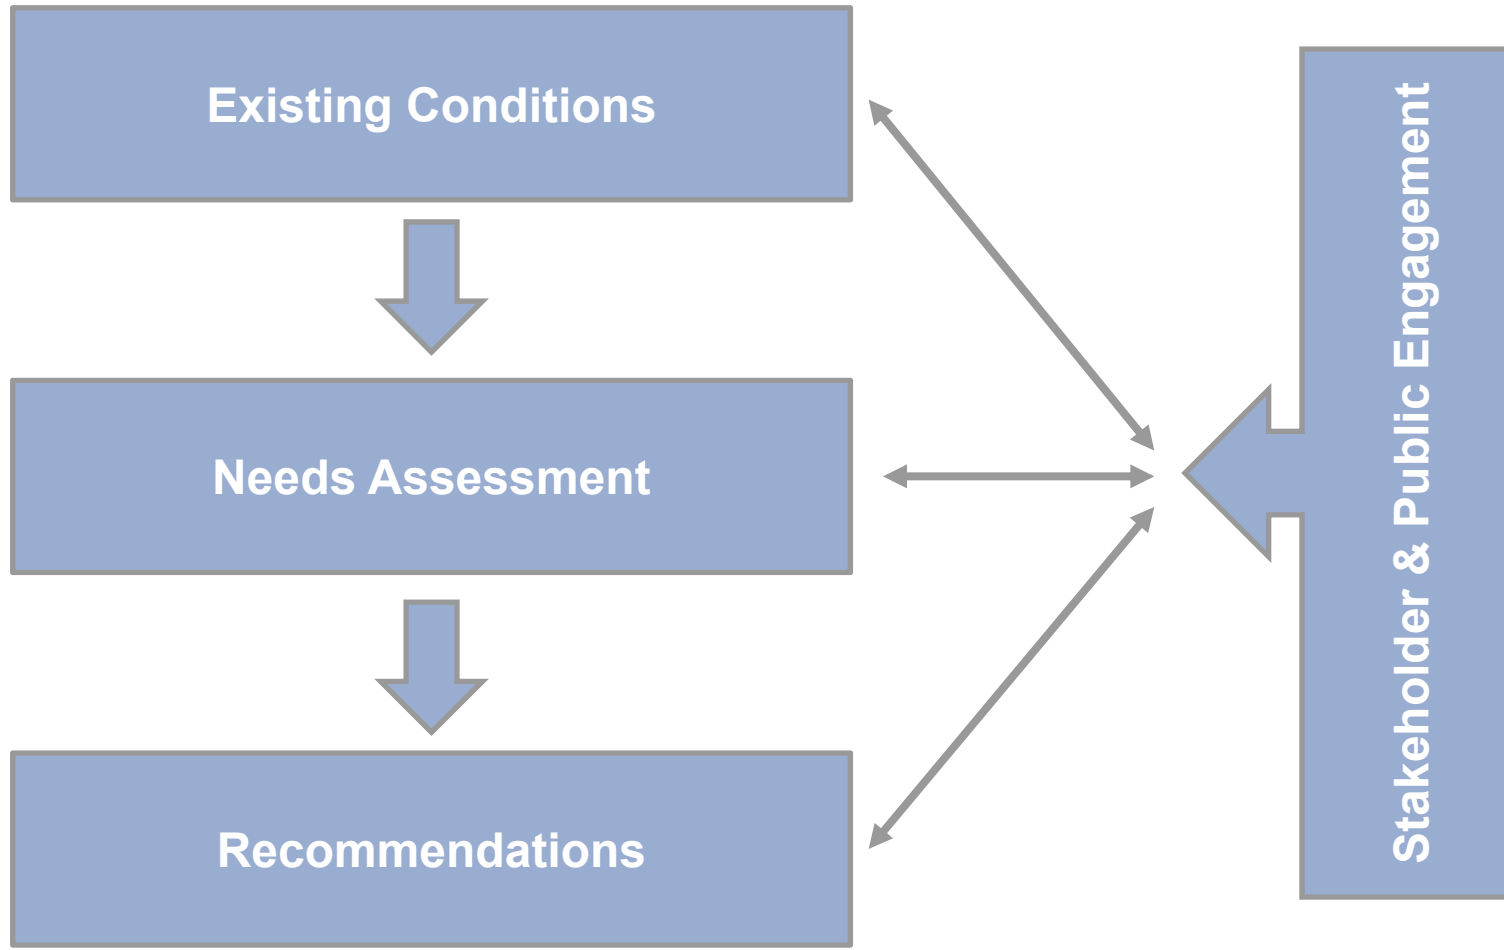 Existing Conditions
Needs Assessment
Recommendations
Stakeholder & Public Engagement